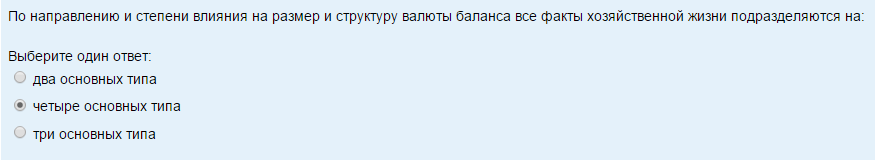 По направлению и степени влияния на размер и структуру валюты баланса все факты хозяйственной жизни подразделяются на:
Выберите один ответ:
два основных типа
четыре основных типа
три основных типа